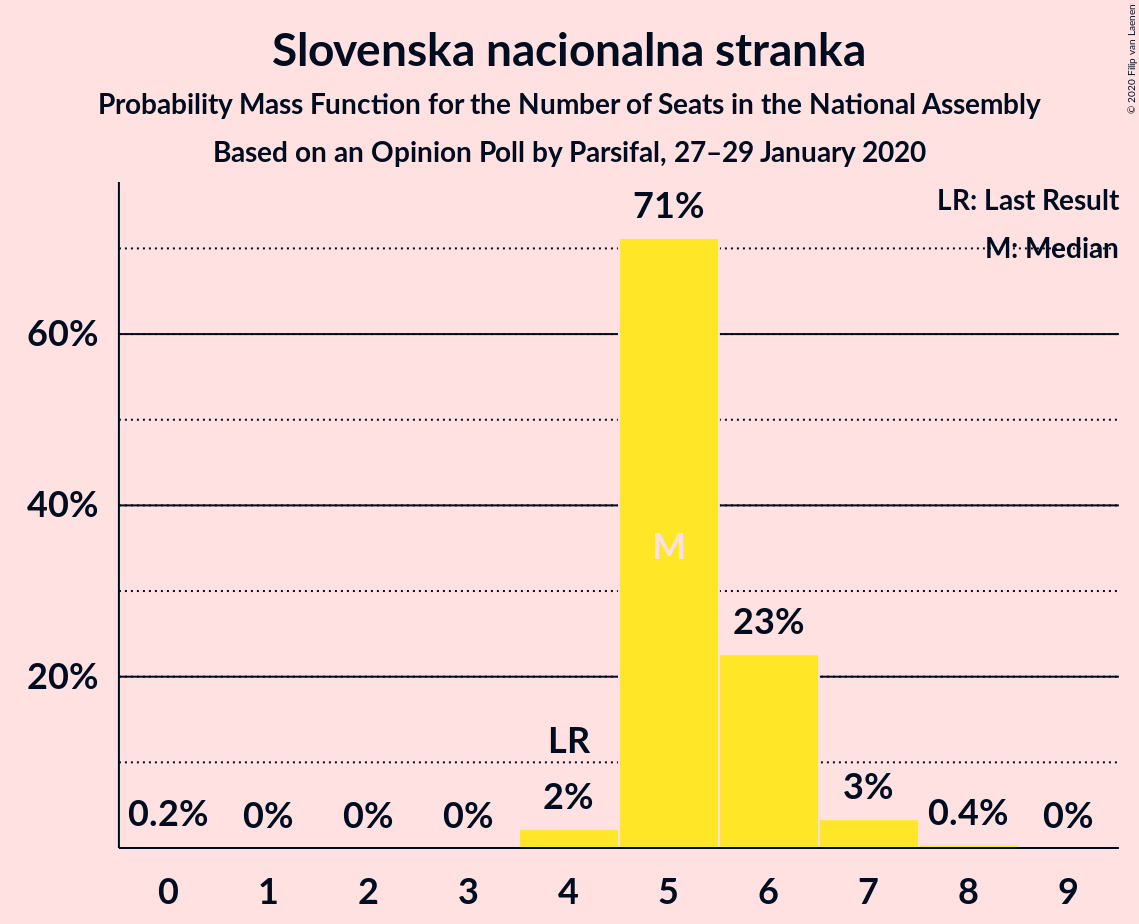 Slovenska nacionalna stranka
Probability Mass Function for the Number of Seats in the National Assembly
Based on an Opinion Poll by Parsifal, 27–29 January 2020
© 2020 Filip van Laenen
LR: Last Result
M: Median
71%
60%
40%
M
23%
20%
LR
0.2%
0%
0%
0%
2%
3%
0.4%
0%
0 1 2 3 4 5 6 7 8 9